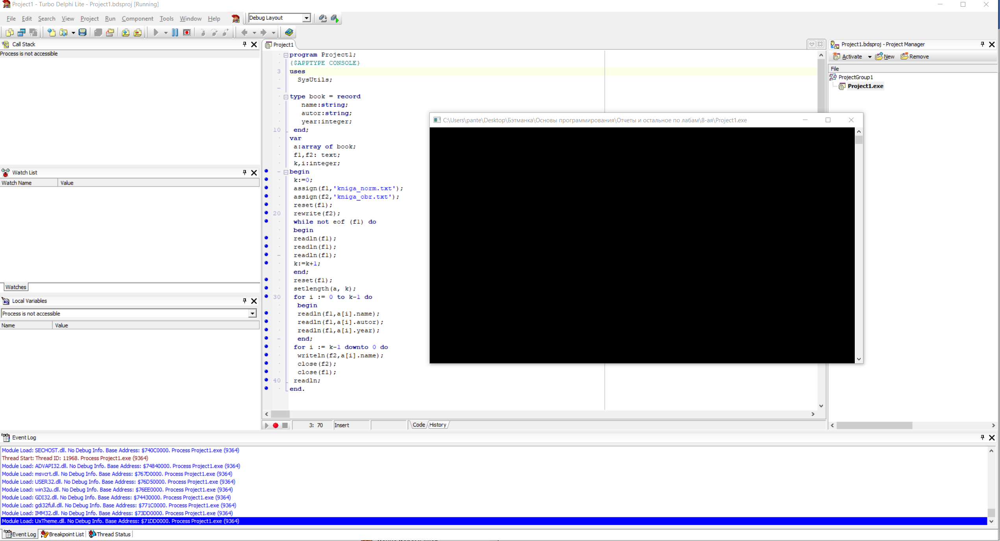 Project1 - Turbo Delphi Lite - Project1.bdsproj [Running]
File Edit Search View Project Run Component Tools Window Help
Debug Layout
Call Stack
Process is not accessible
Watch List
Watch Name Value
Watches
Local Variables
Process is not accessible
Name Value
Project1
program Project1;
{$APPTYPE CONSOLE}
3 uses
SysUtils;
type book = record
name:string;
autor:string;
year:integer;
10 end;
var
a:array of book;
f1,f2: text;
k,i:integer;
begin
k:=0;
assign(f1,'kniga_norm.txt');
assign(f2,'kniga_obr.txt');
reset(f1);
20 rewrite(f2);
while not eof (f1) do
begin
readln(f1);
readln(f1);
readln(f1);
k:=k+1;
end;
reset(f1);
setlength(a, k);
30 for i := 0 to k-1 do
begin
readln(f1,a[i].name);
readln(f1,a[i].autor);
readln(f1,a[i].year);
end;
for i := k-1 downto 0 do
writeln(f2,a[i].name);
close(f2);
close(f1);
40 readln;
end.
3: 70 Insert Code History
C:\Users\pante\Desktop\Бэтманка\Основы программирования\Отчеты и остальное по лабам\8-ая\Project1.exe
Project1.bdsproj - Project Manager
Activate New Remove
File
ProjectGroup1
Project1.exe
Event Log
Module Load: SECHOST.dll. No Debug Info. Base Address: $740C0000. Process Project1.exe (9364)
Thread Start: Thread ID: 11968. Process Project1.exe (9364)
Module Load: ADVAPI32.dll. No Debug Info. Base Address: $74840000. Process Project1.exe (9364)
Module Load: msvcrt.dll. No Debug Info. Base Address: $767D0000. Process Project1.exe (9364)
Module Load: USER32.dll. No Debug Info. Base Address: $76D50000. Process Project1.exe (9364)
Module Load: win32u.dll. No Debug Info. Base Address: $76EE0000. Process Project1.exe (9364)
Module Load: GDI32.dll. No Debug Info. Base Address: $74430000. Process Project1.exe (9364)
Module Load: gdi32full.dll. No Debug Info. Base Address: $771C0000. Process Project1.exe (9364)
Module Load: IMM32.dll. No Debug Info. Base Address: $73DD0000. Process Project1.exe (9364)
Module Load: UxTheme.dll. No Debug Info. Base Address: $71DD0000. Process Project1.exe (9364)
Event Log Breakpoint List Thread Status